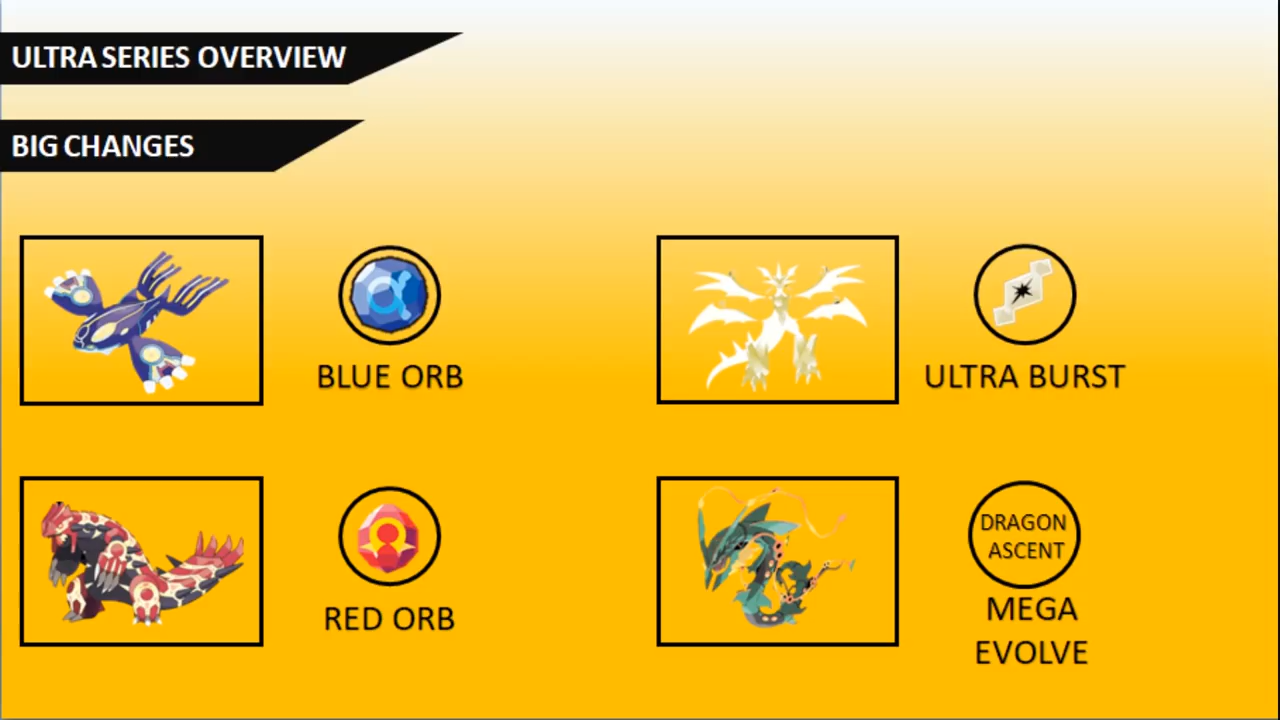 ULTRA SERIES OVERVIEW
BIG CHANGES
BLUE ORB
ULTRA BURST
RED ORB
DRAGON
ASCENT
MEGA
EVOLVE